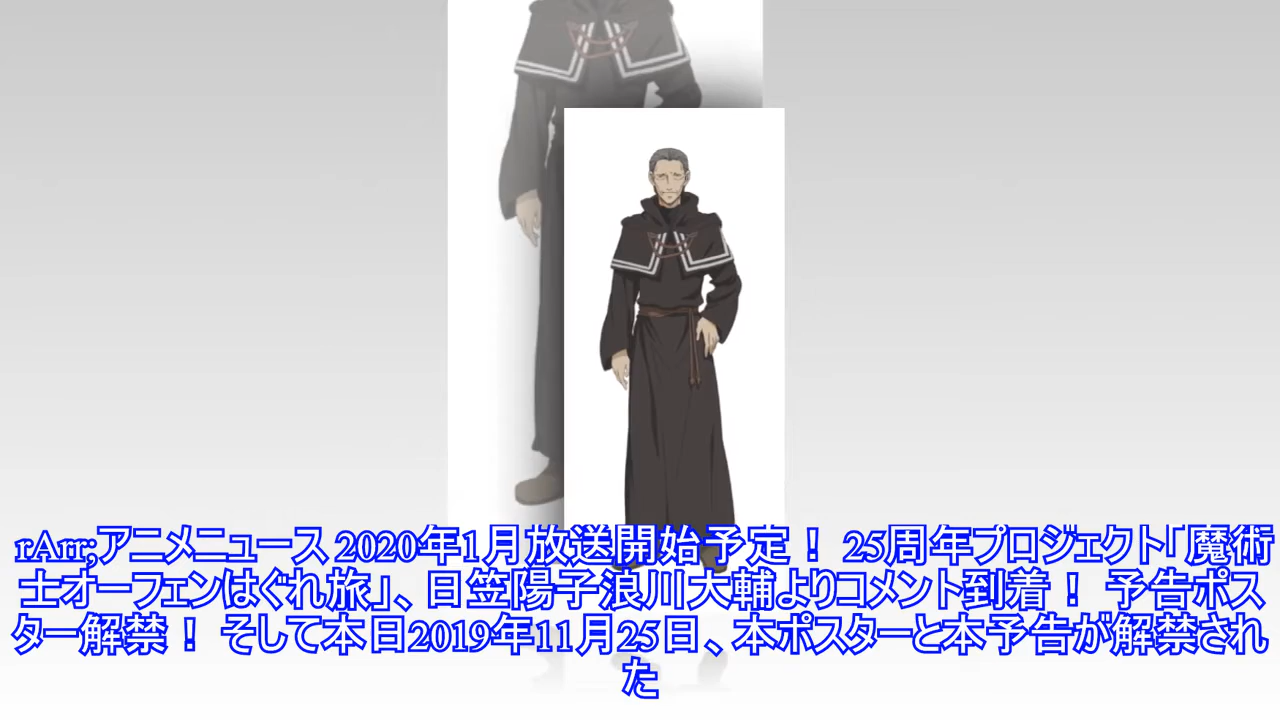 rArr;アニメニュース 2020年1月放送開始予定！ 25周年プロジェクト「魔術
士オーフェンはぐれ旅」、日笠陽子浪川大輔よりコメント到着！ 予告ポス
ター解禁！ そして本日2019年11月25日、本ポスターと本予告が解禁され
た